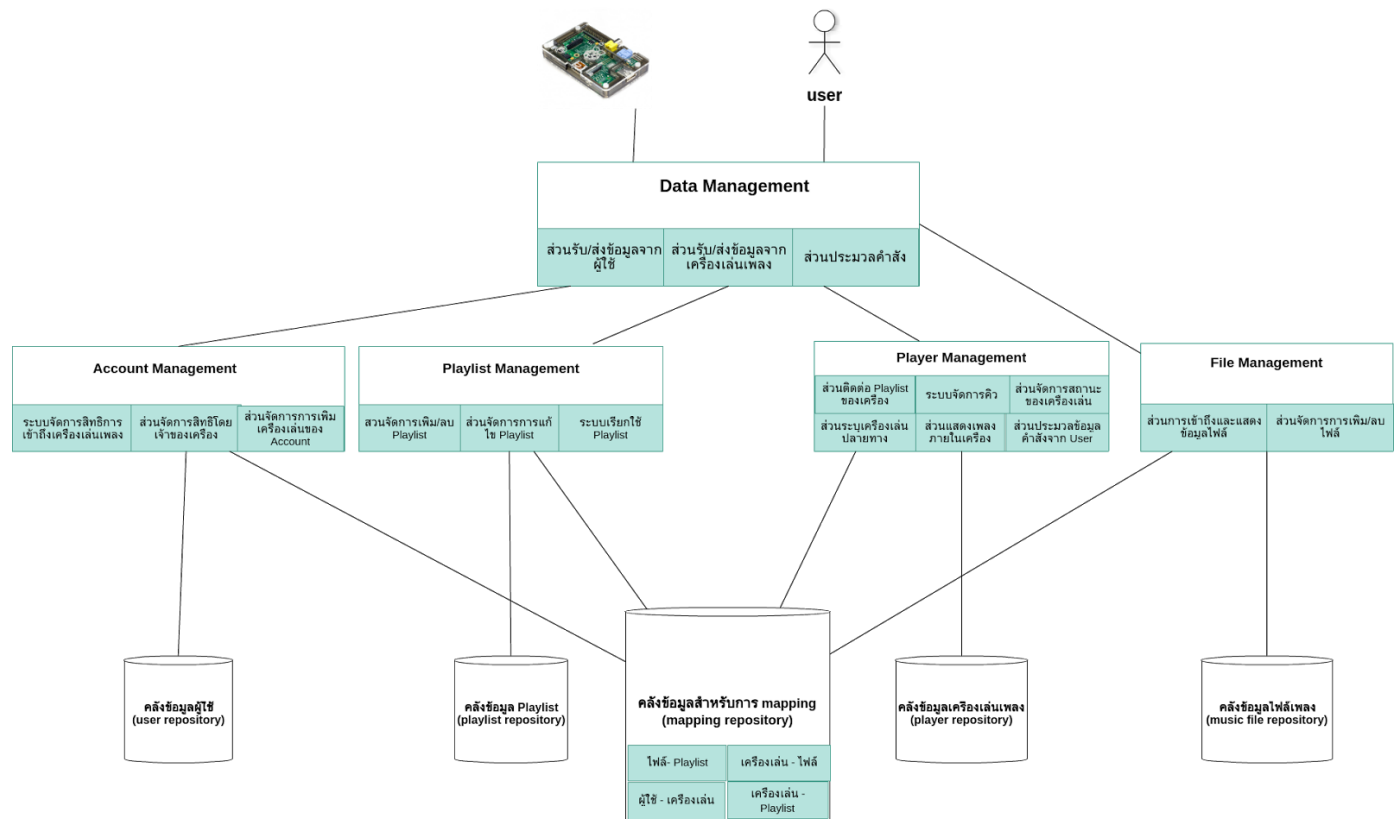 user
Data Management
ส่วนรับ/ส่งข้อมูลจาก
ผู้ใช้
ส่วนรับ/ส่งข้อมูลจาก
เครื่องเล่นเพลง
ส่วนประมวลคำสัง
Account Management
ระบบจัดการสิทธิการ
เข้าถึงเครื่องเล่นเพลง
ส่วนจัดการสิทธิโดย
เจ้าของเครื่อง
ส่วนจัดการการเพิ่ม
เครื่องเล่นของ
Account
Playlist Management
สวนจัดการเพิ่ม/ลบ
Playlist
ส่วนจัดการการแก้
ไข Playlist
ระบบเรียกใช้
Playlist
Player Management
ส่วนติดต่อ Playlist
ของเครื่อง
ระบบจัดการคิว
ส่วนจัดการสถานะ
ของเครื่องเล่น
ส่วนระบุเครื่องเล่น
ปลายทาง
ส่วนแสดงเพลง
ภายในเครื่อง
ส่วนประมวลข้อมูล
คำสังจาก User
File Management
ส่วนการเข้าถึงและแสดง
ข้อมูลไฟล์
ส่วนจัดการการเพิ่ม/ลบ
ไฟล์
คลังข้อมูลผู้ใช้
(user repository)
คลังข้อมูล Playlist
(playlist repository)
คลังข้อมูลสำหรับการ mapping
(mapping repository)
ไฟล์- Playlist
เครื่องเล่น - ไฟล์
ผู้ใช้ - เครื่องเล่น
เครื่องเล่น -
Playlist
คลังข้อมูลเครื่องเล่นเพลง
(player repository)
คลังข้อมูลไฟล์เพลง
(music file repository)